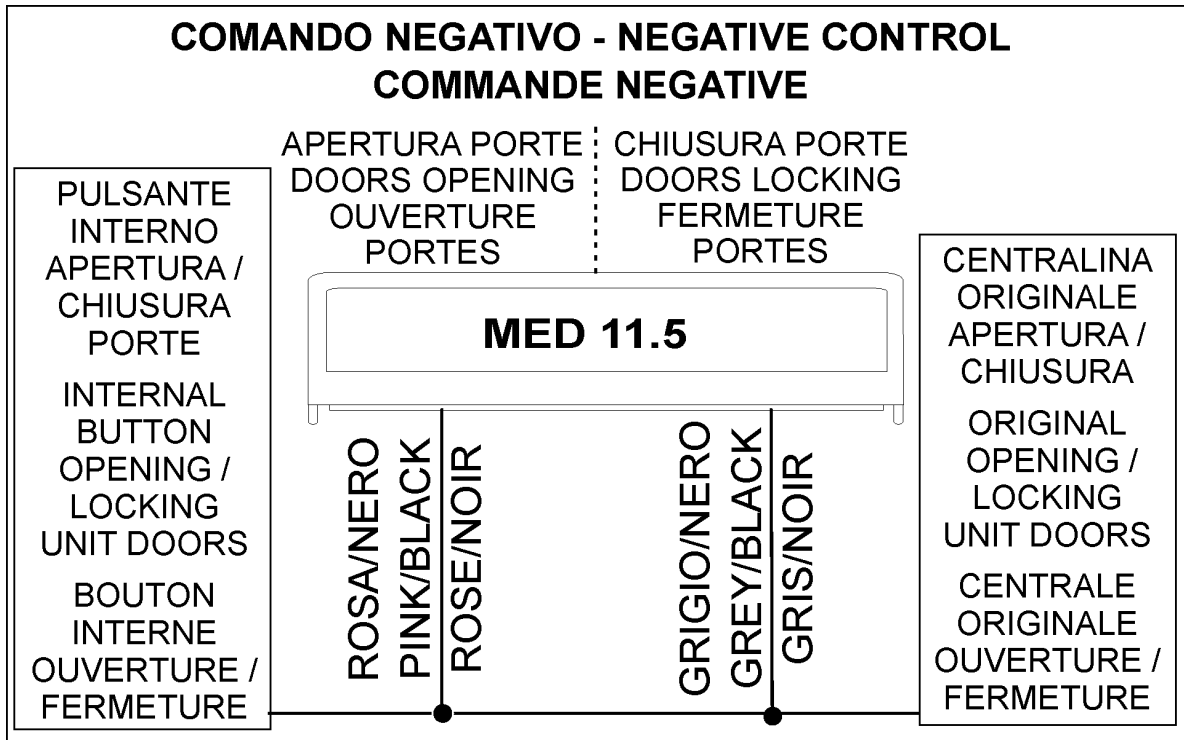 COMANDO NEGATIVO - NEGATIVE CONTROL
COMMANDE NEGATIVE
APERTURA PORTE
DOORS OPENING
OUVERTURE
PORTES
CHIUSURA PORTE
DOORS LOCKING
FERMETURE
PORTES
PULSANTE
INTERNO
APERTURA /
CHIUSURA
PORTE
INTERNAL
BUTTON
OPENING /
LOCKING
UNIT DOORS
BOUTON
INTERNE
OUVERTURE /
FERMETURE
MED 11.5
ROSA/NERO
PINK/BLACK
ROSE/NOIR
GRIGIO/NERO
GREY/BLACK
GRIS/NOIR
CENTRALINA
ORIGINALE
APERTURA /
CHIUSURA
ORIGINAL
OPENING /
LOCKING
UNIT DOORS
CENTRALE
ORIGINALE
OUVERTURE /
FERMETURE